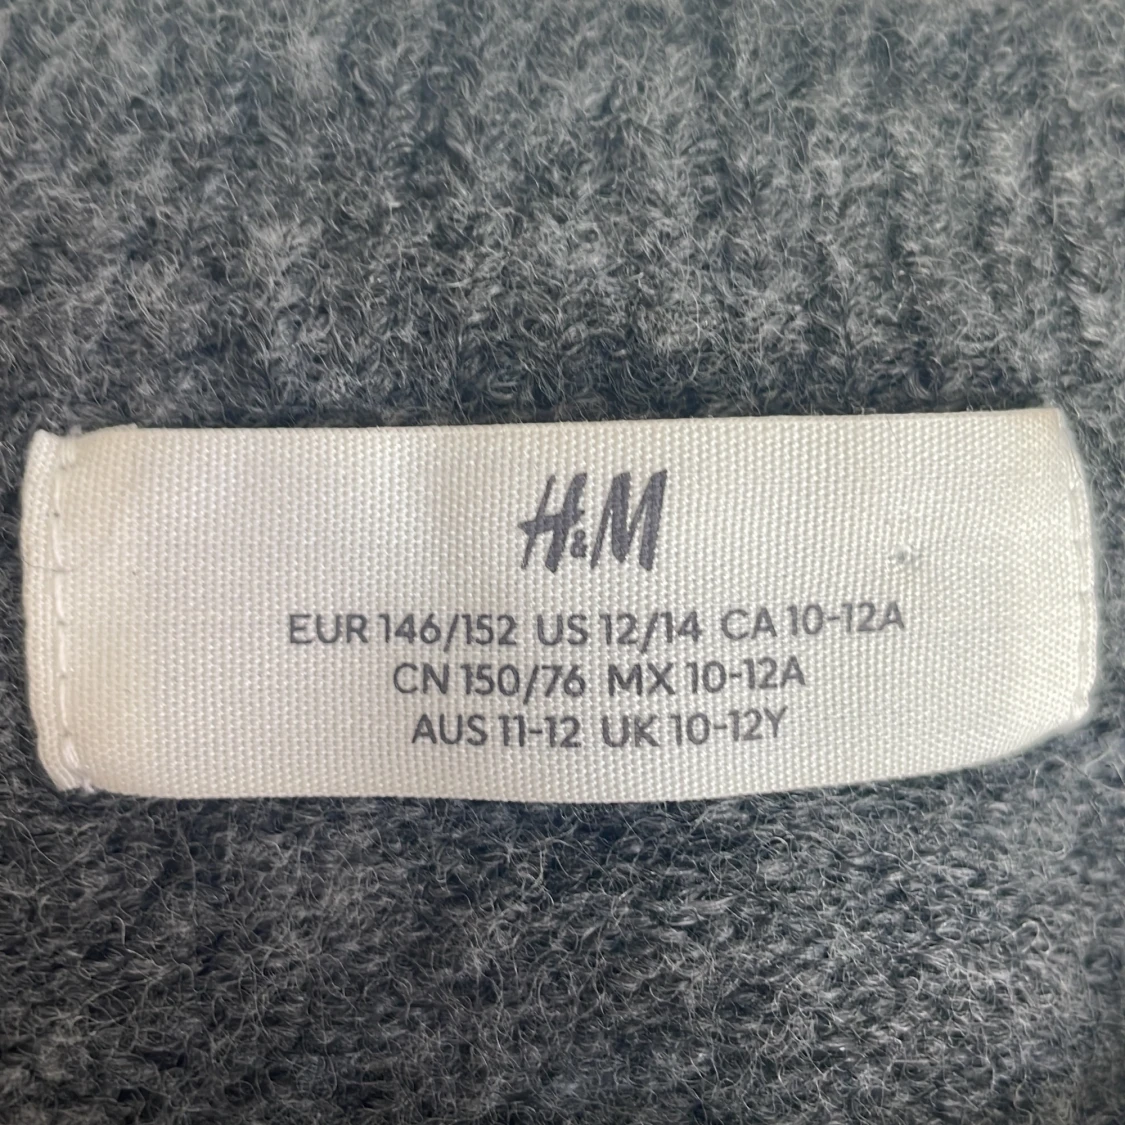 H&M
EUR 146/152 US 12/14 CA 10-12A
CN 150/76 MX 10-12A
AUS 11-12 UK 10-12Y